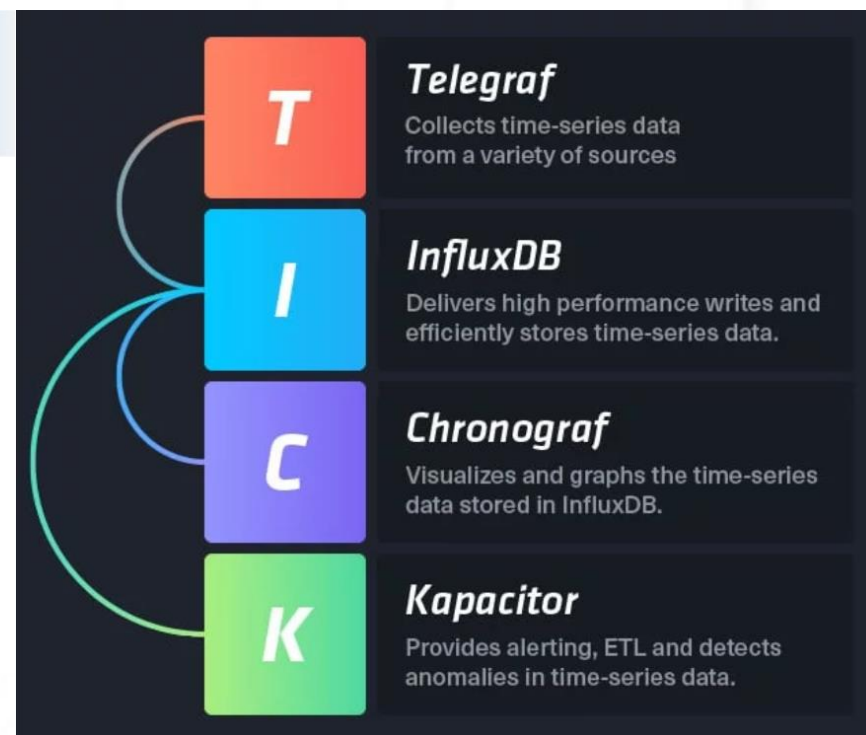 T
Telegraf
Collects time-series data
from a variety of sources
I
InfluxDB
Delivers high performance writes and
efficiently stores time-series data.
C
Chronograf
Visualizes and graphs the time-series
data stored in InfluxDB.
K
Kapacitor
Provides alerting, ETL and detects
anomalies in time-series data.